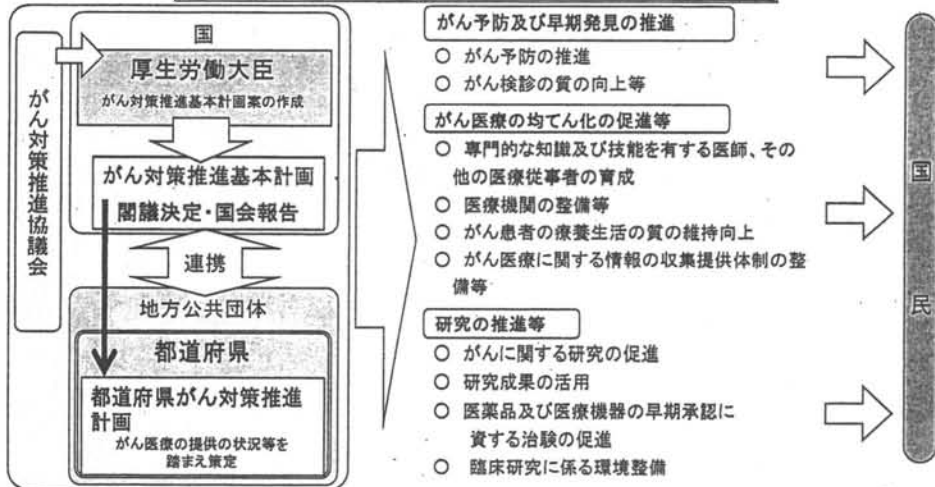 がん対策推進協議会
国
厚生労働大臣
がん対策推進基本計画案の作成
がん対策推進基本計画
閣議決定・国会報告
連携
地方公共団体
都道府県
都道府県がん対策推進
計画
がん医療の提供の状況等を
踏まえ策定
がん予防及び早期発見の推進
○ がん予防の推進
○ がん検診の質の向上等
がん医療の均てん化の促進等
○ 専門的な知識及び技能を有する医師、その
他の医療従事者の育成
○ 医療機関の整備等
○ がん患者の療養生活の質の維持向上
○ がん医療に関する情報の収集提供体制の整
備等
研究の推進等
○ がんに関する研究の促進
○ 研究成果の活用
○ 医薬品及び医療機器の早期承認に
資する治験の促進
○ 臨床研究に係る環境整備
国民